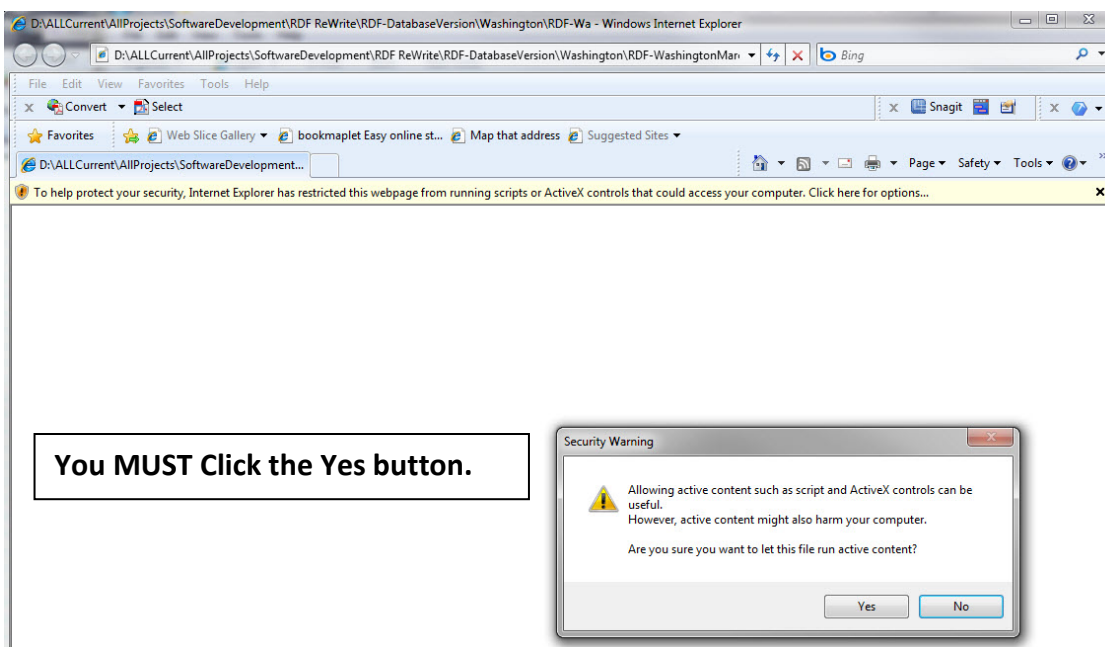 D:\ALLCurrent\AllProjects\SoftwareDevelopment\RDF ReWrite\RDF-DatabaseVersion\Washington\RDF-Wa - Windows Internet Explorer
D:\ALLCurrent\AllProjects\SoftwareDevelopment\RDF ReWrite\RDF-DatabaseVersion\Washington\RDF-WashingtonMar Bing
File Edit View Favorites Tools Help
x Convert Select x Snagit x
Favorites Web Slice Gallery bookmaplet Easy online st... Map that address Suggested Sites
D:\ALLCurrent\AllProjects\SoftwareDevelopment... Page Safety Tools
To help protect your security, Internet Explorer has restricted this webpage from running scripts or ActiveX controls that could access your computer. Click here for options...
You MUST Click the Yes button.
Security Warning
Allowing active content such as script and ActiveX controls can be
useful.
However, active content might also harm your computer.
Are you sure you want to let this file run active content?
Yes No